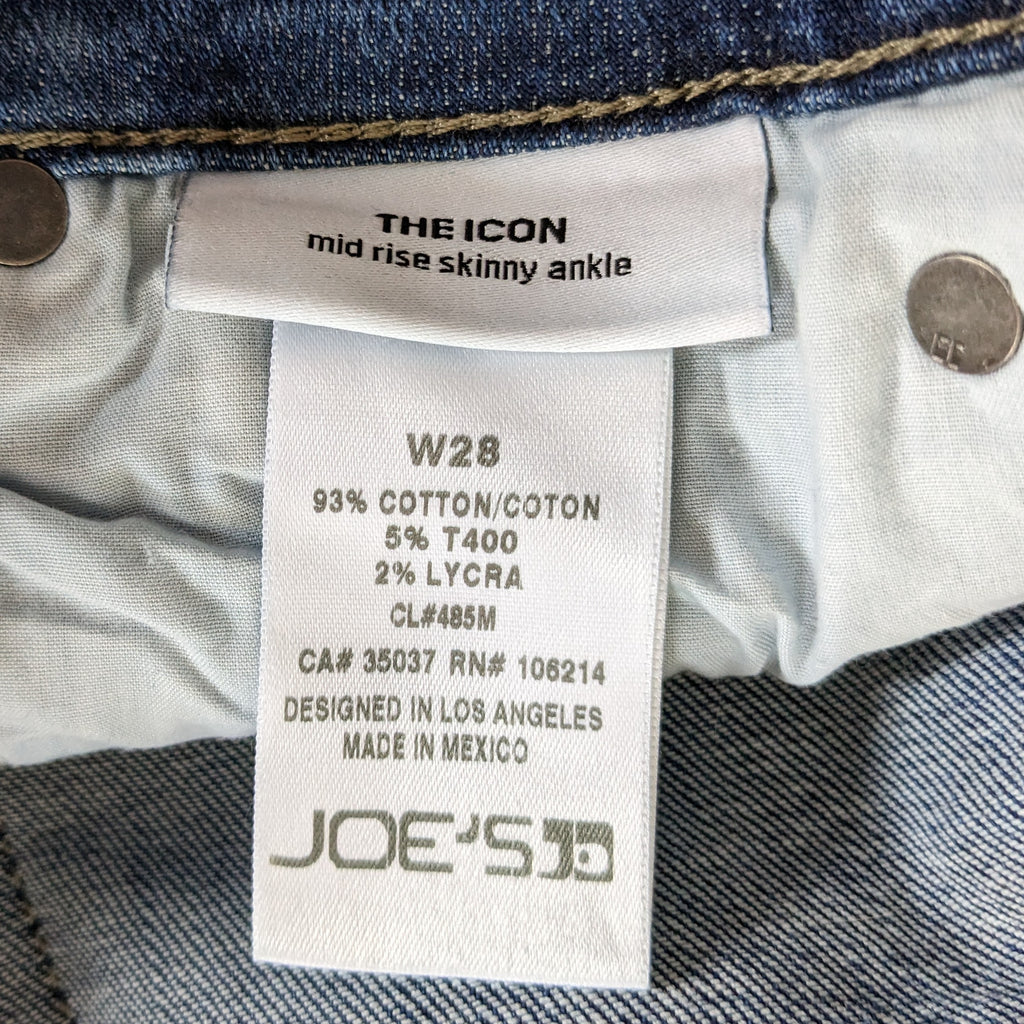 THE ICON
mid rise skinny ankle
W28
93% COTTON/COTON
5% T400
2% LYCRA
CL#485M
CA# 35037 RN# 106214
DESIGNED IN LOS ANGELES
MADE IN MEXICO
JOE'S